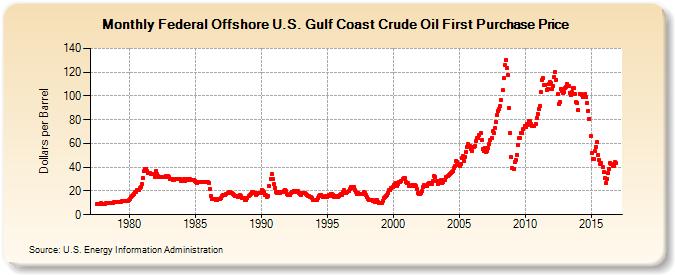 Monthly Federal Offshore U.S. Gulf Coast Crude Oil First Purchase Price
Dollars per Barrel
140
120
100
80
60
40
20
0
1980 1985 1990 1995 2000 2005 2010 2015
Source: U.S. Energy Information Administration